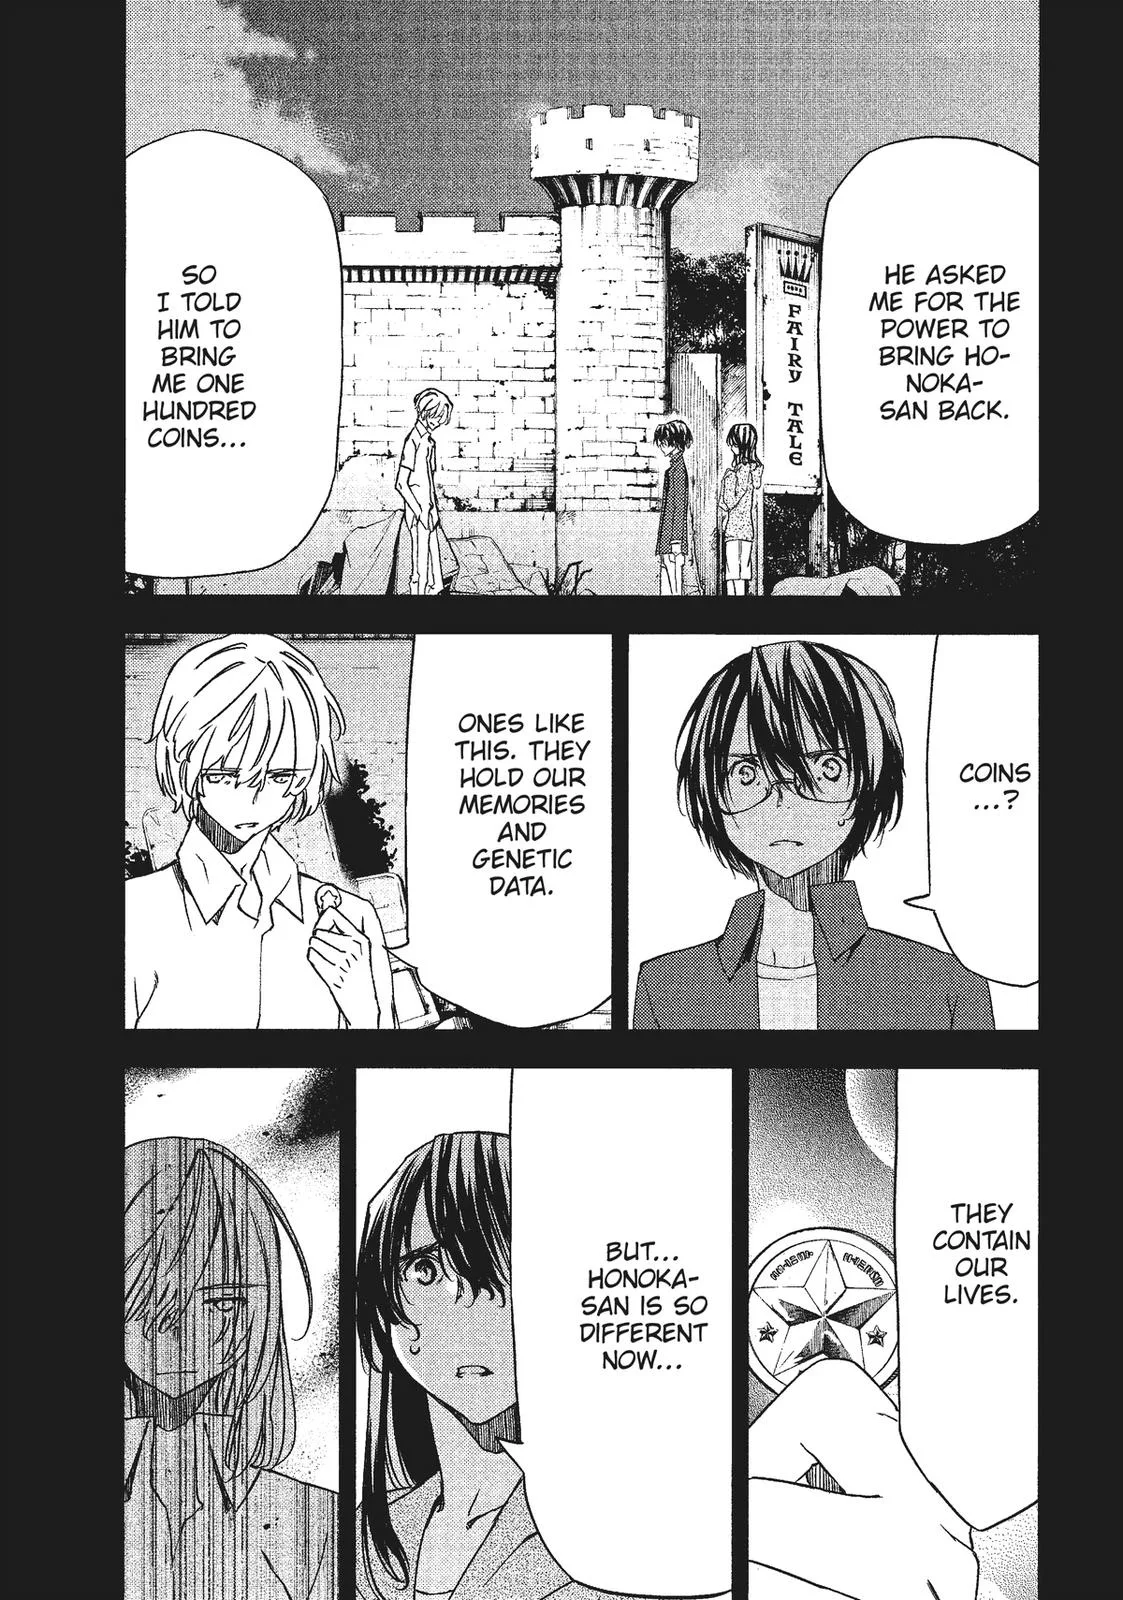 HE ASKED
ME FOR THE
POWER TO
BRING HO-
NOKA-
SAN BACK.
SO
I TOLD
HIM TO
BRING
ME ONE
HUNDRED
COINS...
FAIRY TALE
COINS
...?
ONES LIKE
THIS. THEY
HOLD OUR
MEMORIES
AND
GENETIC
DATA.
THEY
CONTAIN
OUR
LIVES.
BUT...
HONOKA-
SAN IS SO
DIFFERENT
NOW...